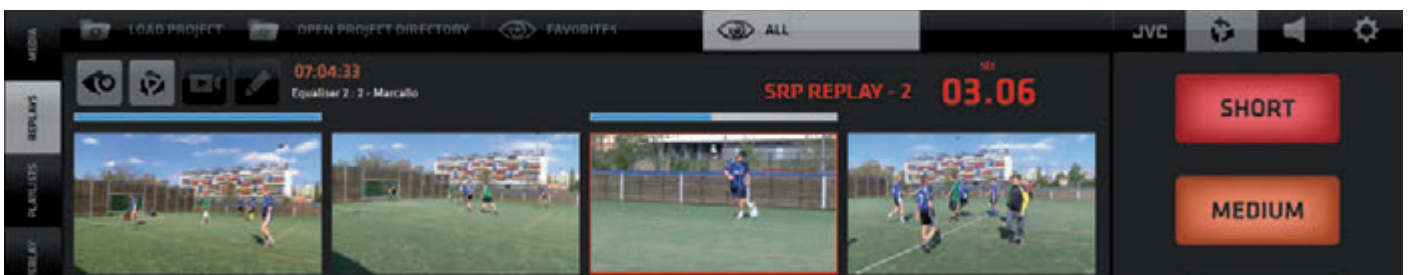 LOAD PROJECT OPEN PROJECT DIRECTORY FAVORITES ALL JVC
MEDIA
REPLAYS
PLAYLISTS
07:04:33
Equaliser 2 : 2 - Marcallo
SRP REPLAY - 2
SEC
03.06
SHORT
MEDIUM